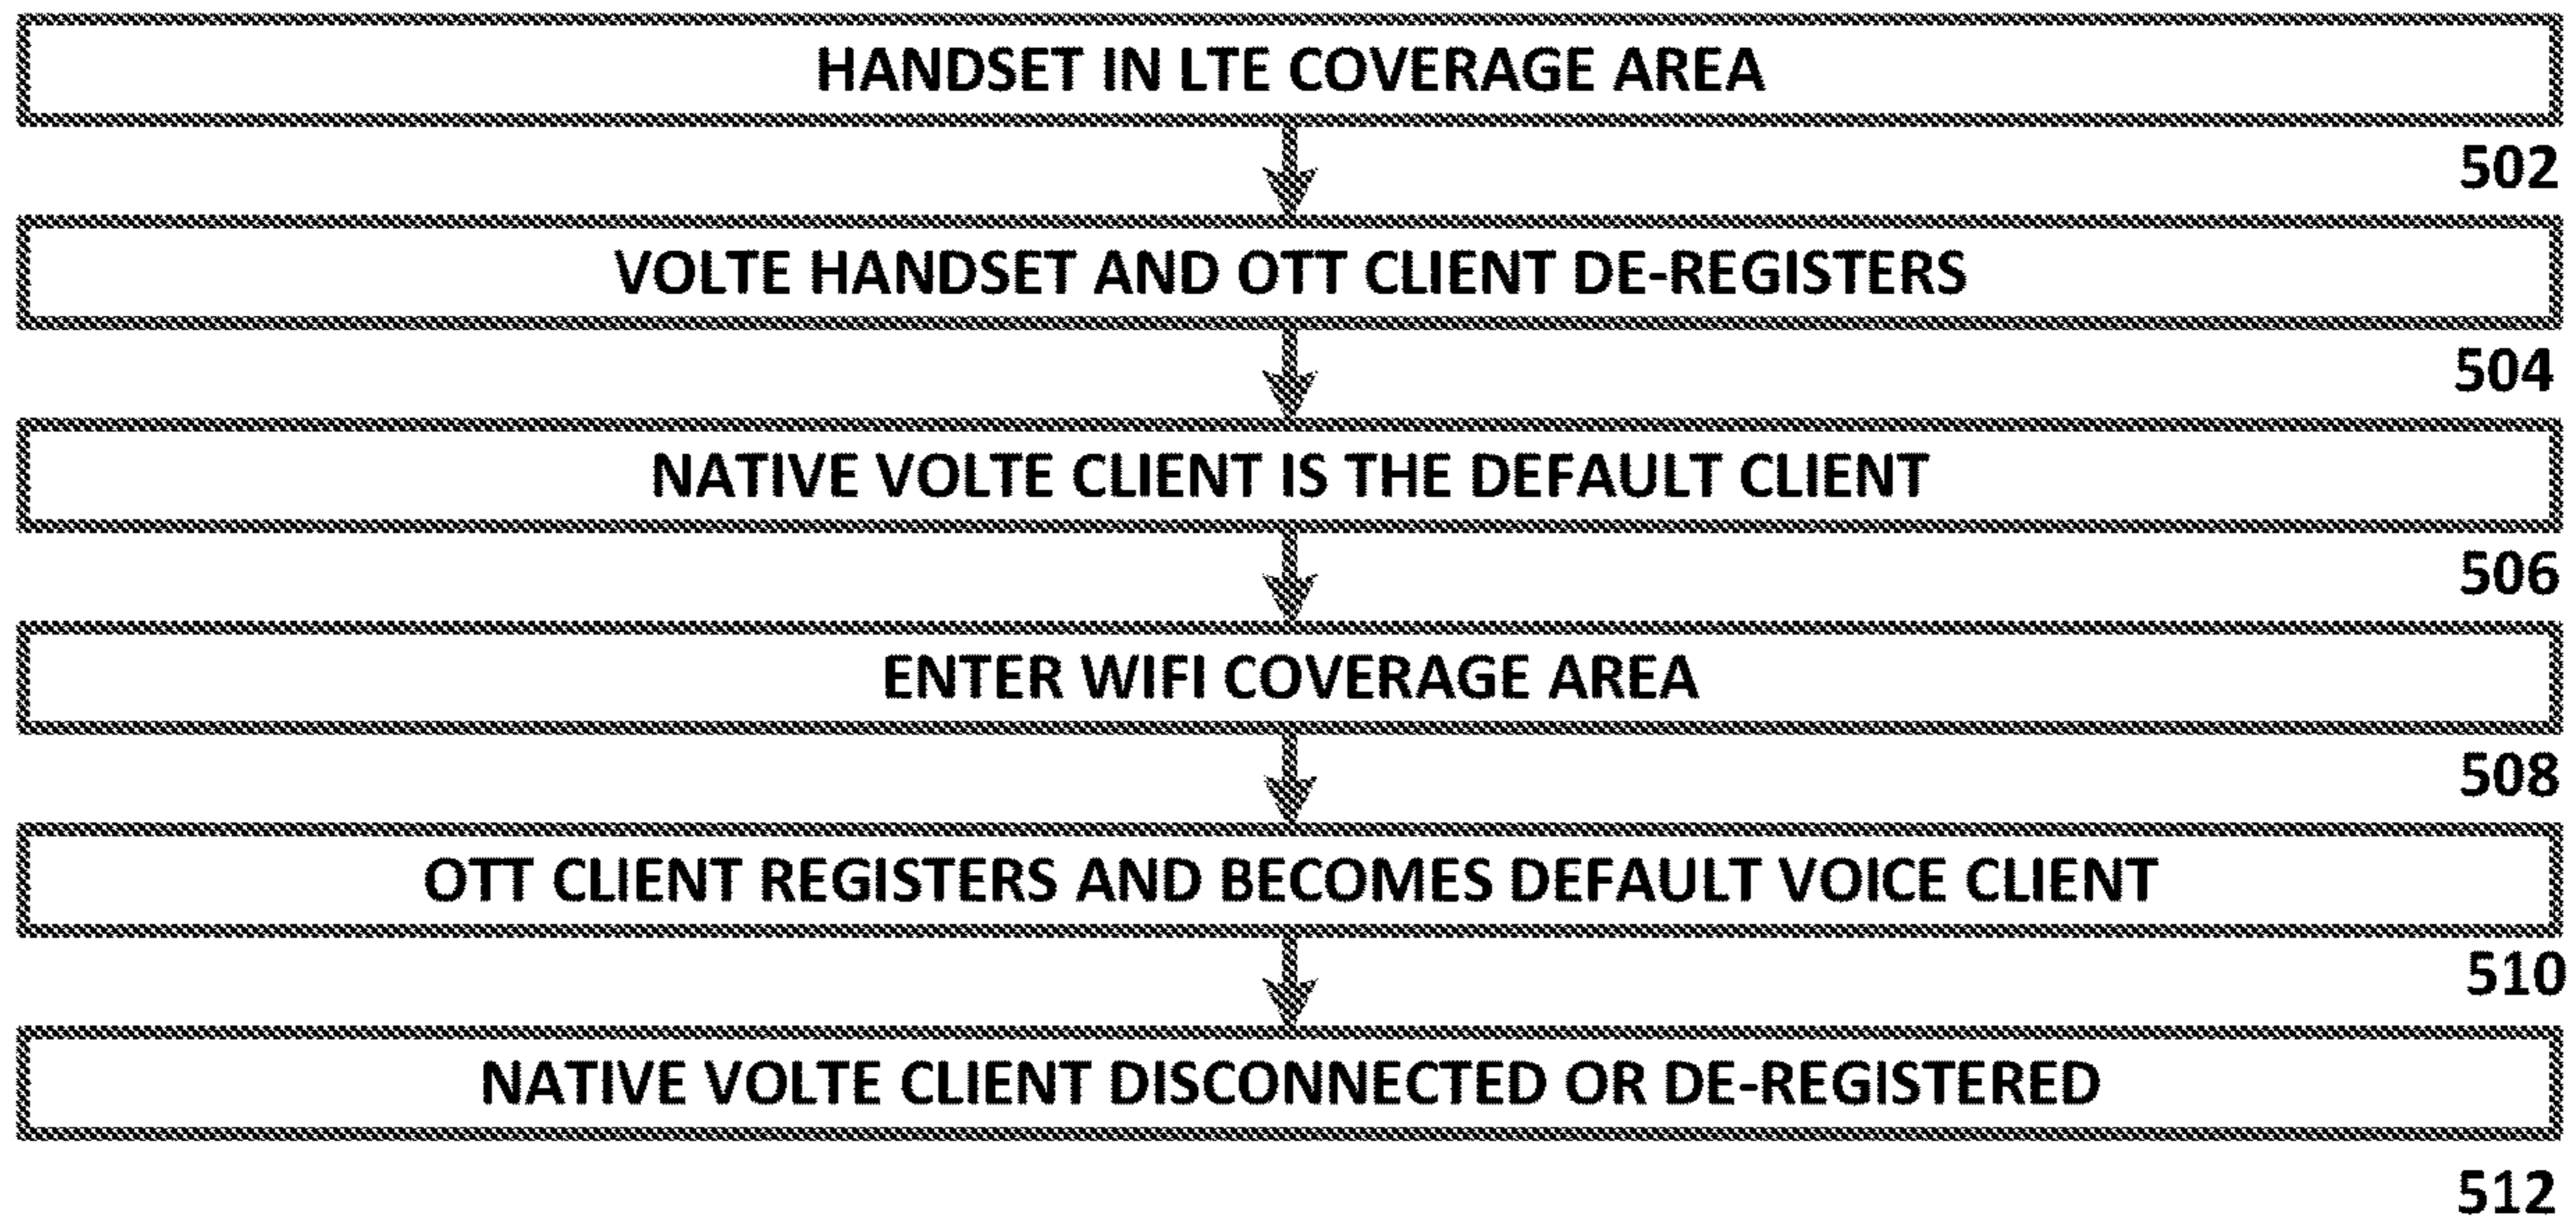 HANDSET IN LTE COVERAGE AREA
502
VOLTE HANDSET AND OTT CLIENT DE-REGISTERS
504
NATIVE VOLTE CLIENT IS THE DEFAULT CLIENT
506
ENTER WIFI COVERAGE AREA
508
OTT CLIENT REGISTERS AND BECOMES DEFAULT VOICE CLIENT
510
NATIVE VOLTE CLIENT DISCONNECTED OR DE-REGISTERED
512